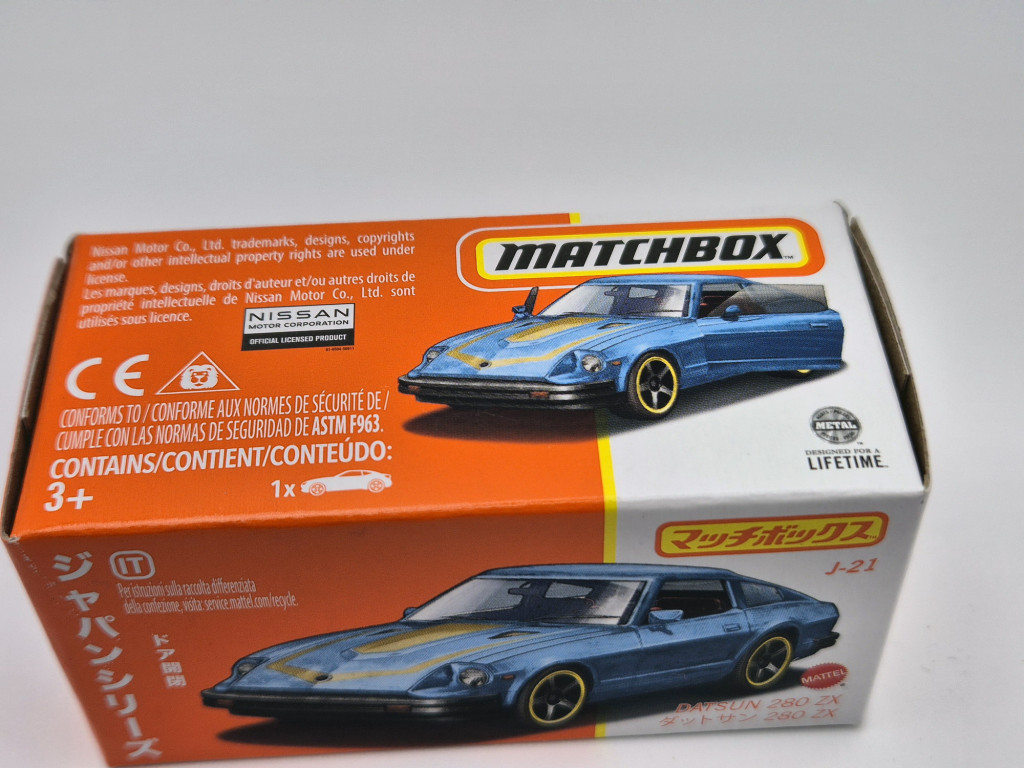 Nissan Motor Co., Ltd. trademarks, designs, copyrights
and/or other intellectual property rights are used under
license.
Les marques, designs, droits d'auteur et/ou autres droits de
propriété intellectuelle de Nissan Motor Co., Ltd. sont
utilisés sous licence.
NISSAN
MOTOR CORPORATION
OFFICIAL LICENSED PRODUCT
CE
CONFORMS TO / CONFORME AUX NORMES DE SÉCURITÉ DE /
CUMPLE CON LAS NORMAS DE SEGURIDAD DE ASTM F963.
CONTAINS/CONTIENT/CONTEÚDO:
3+
1x
MATCHBOX™
METAL
DESIGNED FOR A
LIFETIME™
ジャパンシリーズ
IT
Per istruzioni sulla raccolta differenziata
della confezione, visita: service.mattel.com/recycle.
ドア開閉
マッチボックス
J-21
MATTEL
DATSUN 280 ZX
ダットサン 280 ZX